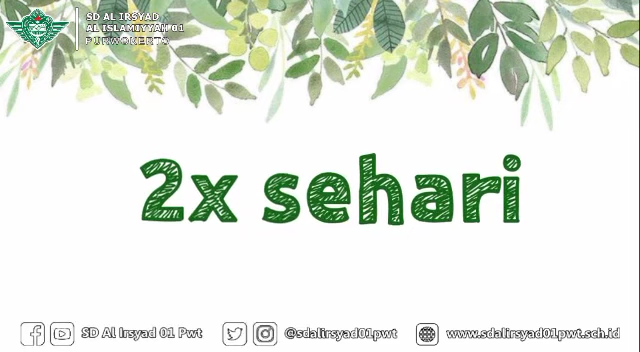 SD AL IRSYAD
AL ISLAMIYYAH 01
PURWOKERTO
2x sehari
SD Al Irsyad 01 Pwt
@sdalirsyad01pwt
www.sdalirsyad01pwt.sch.id